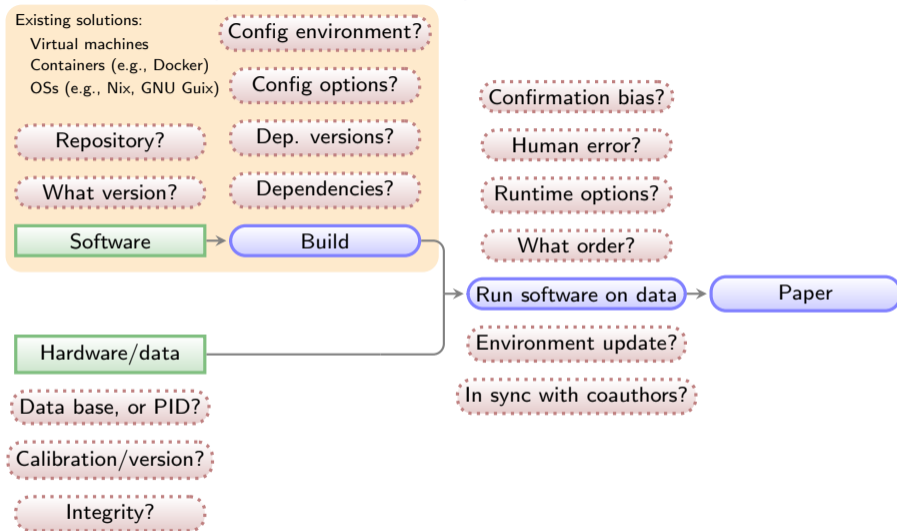 Existing solutions:
Virtual machines
Containers (e.g., Docker)
OSs (e.g., Nix, GNU Guix)
Config environment?
Config options?
Repository?
Dep. versions?
What version?
Dependencies?
Software
Build
Confirmation bias?
Human error?
Runtime options?
What order?
Run software on data
Paper
Hardware/data
Environment update?
In sync with coauthors?
Data base, or PID?
Calibration/version?
Integrity?